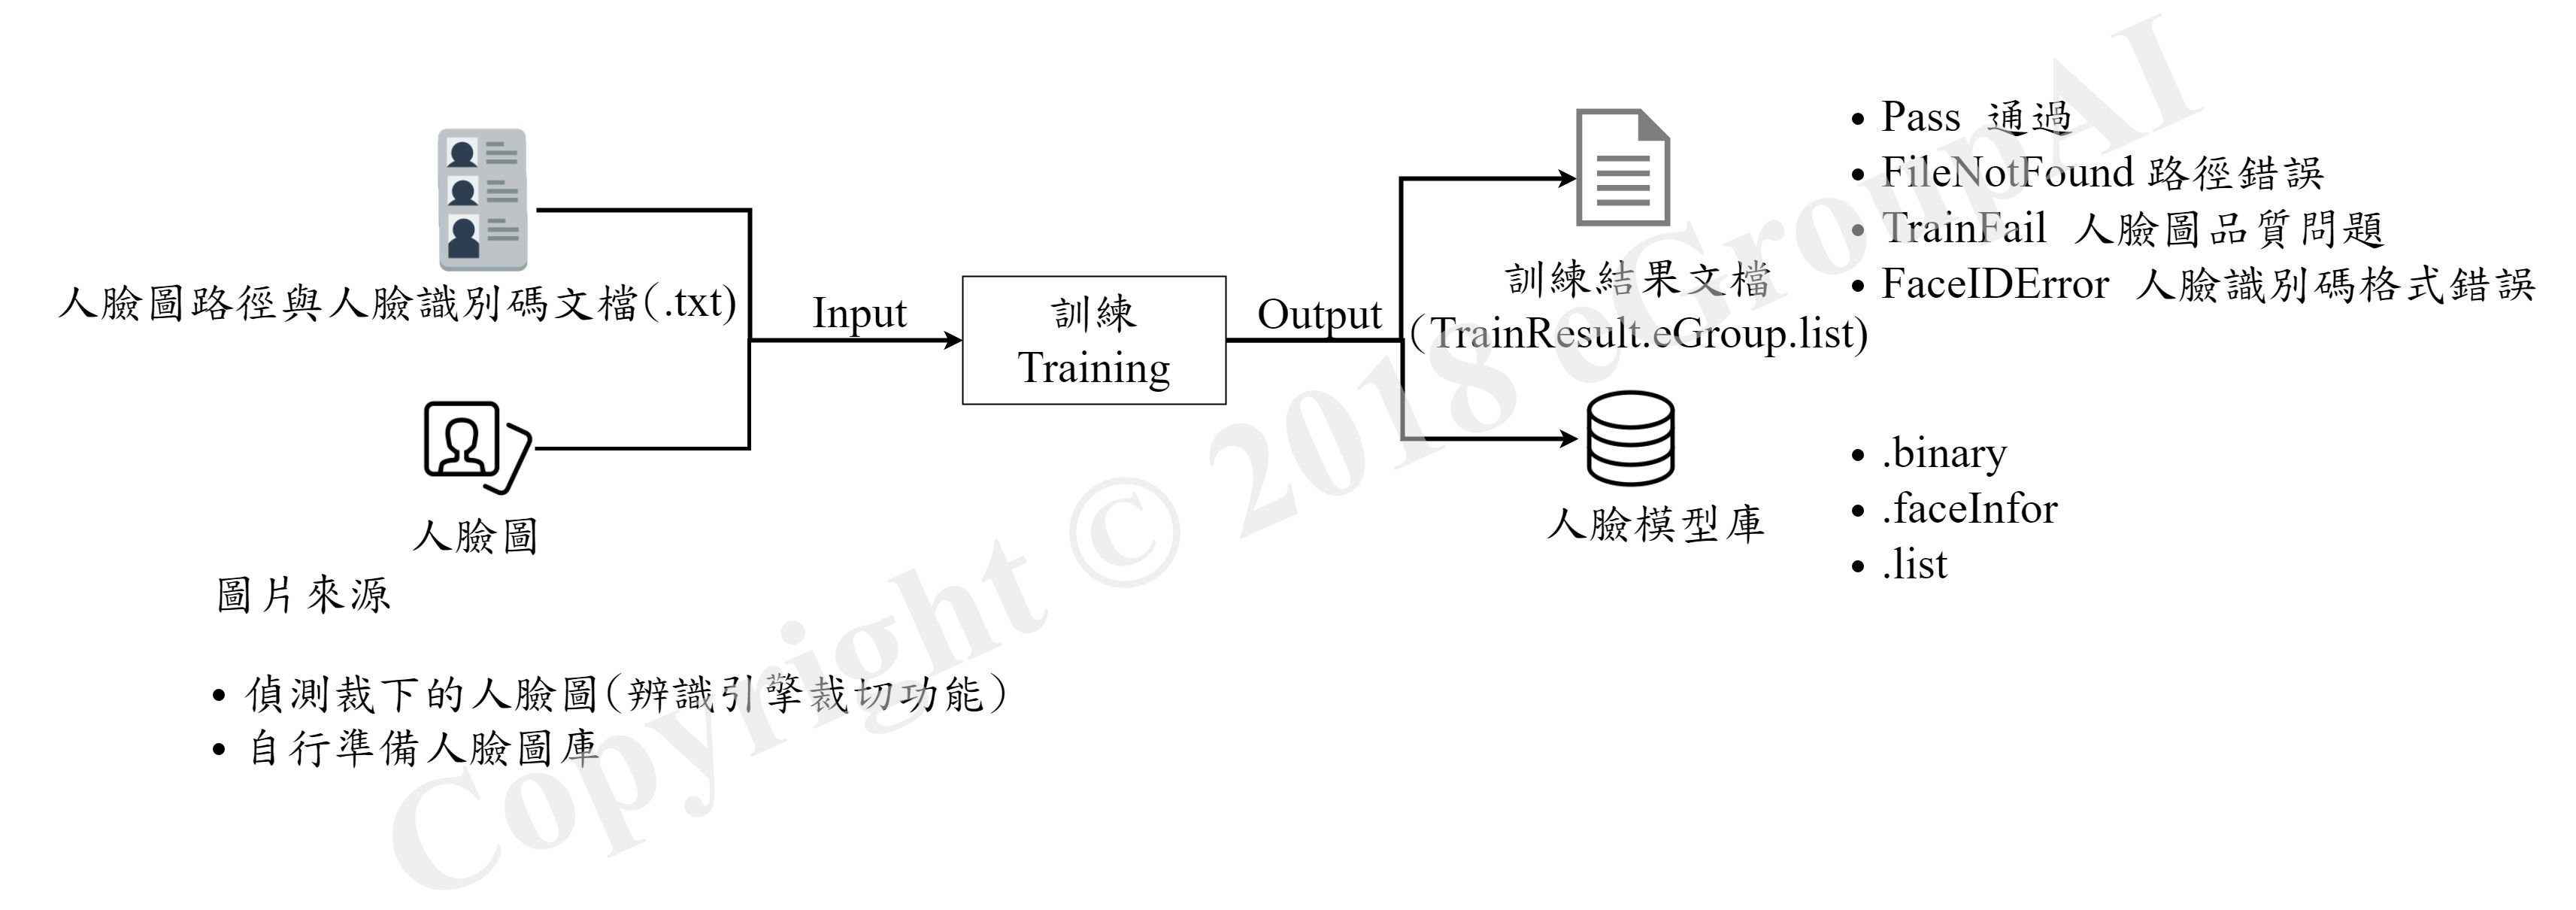 人臉圖路徑與人臉識別碼文檔(.txt)
人臉圖
圖片來源
• 偵測裁下的人臉圖(辨識引擎裁切功能)
• 自行準備人臉圖庫
Input
訓練
Training
Output
訓練結果文檔
(TrainResult.eGroup.list)
• Pass 通過
• FileNotFound 路徑錯誤
• TrainFail 人臉圖品質問題
• FaceIDError 人臉識別碼格式錯誤
人臉模型庫
• .binary
• .faceInfor
• .list
Copyright © 2018 eGroupAI